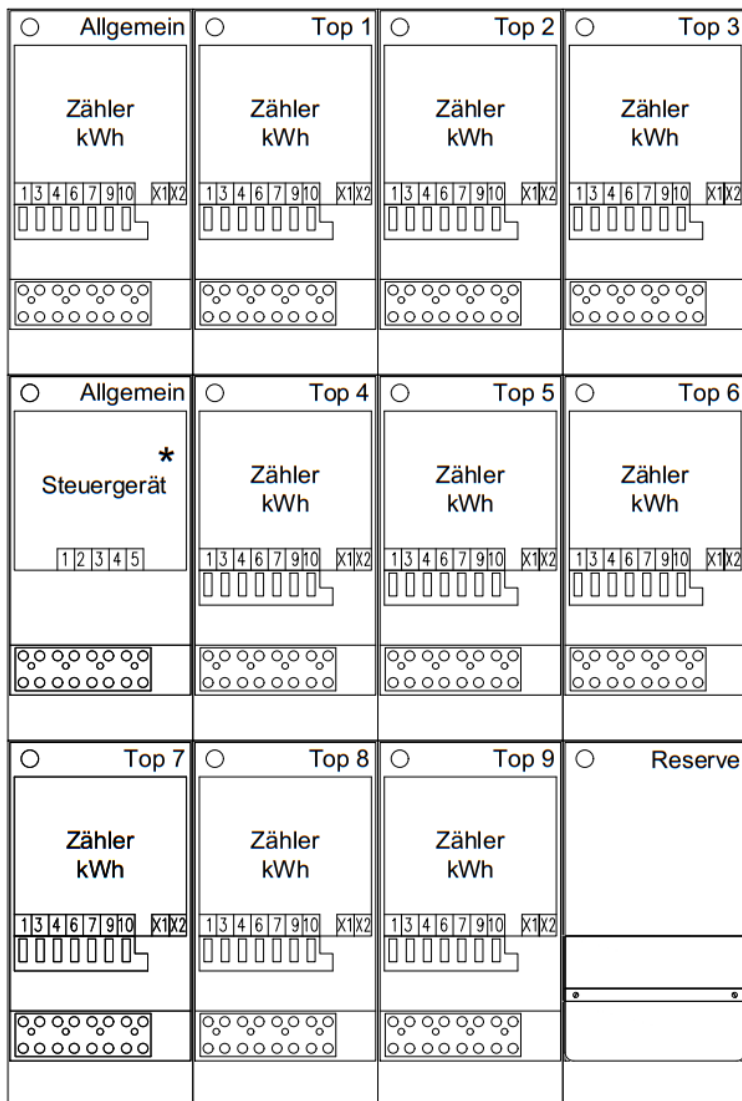 Allgemein Top 1 Top 2 Top 3
Zähler Zähler Zähler Zähler
kWh kWh kWh kWh
1 3 4 6 7 9 10 X1 X2 1 3 4 6 7 9 10 X1 X2 1 3 4 6 7 9 10 X1 X2 1 3 4 6 7 9 10 X1 X2
Allgemein Top 4 Top 5 Top 6
*
Steuergerät Zähler Zähler Zähler
kWh kWh kWh
1 2 3 4 5 1 3 4 6 7 9 10 X1 X2 1 3 4 6 7 9 10 X1 X2 1 3 4 6 7 9 10 X1 X2
Top 7 Top 8 Top 9 Reserve
Zähler Zähler Zähler
kWh kWh kWh
1 3 4 6 7 9 10 X1 X2 1 3 4 6 7 9 10 X1 X2 1 3 4 6 7 9 10 X1 X2